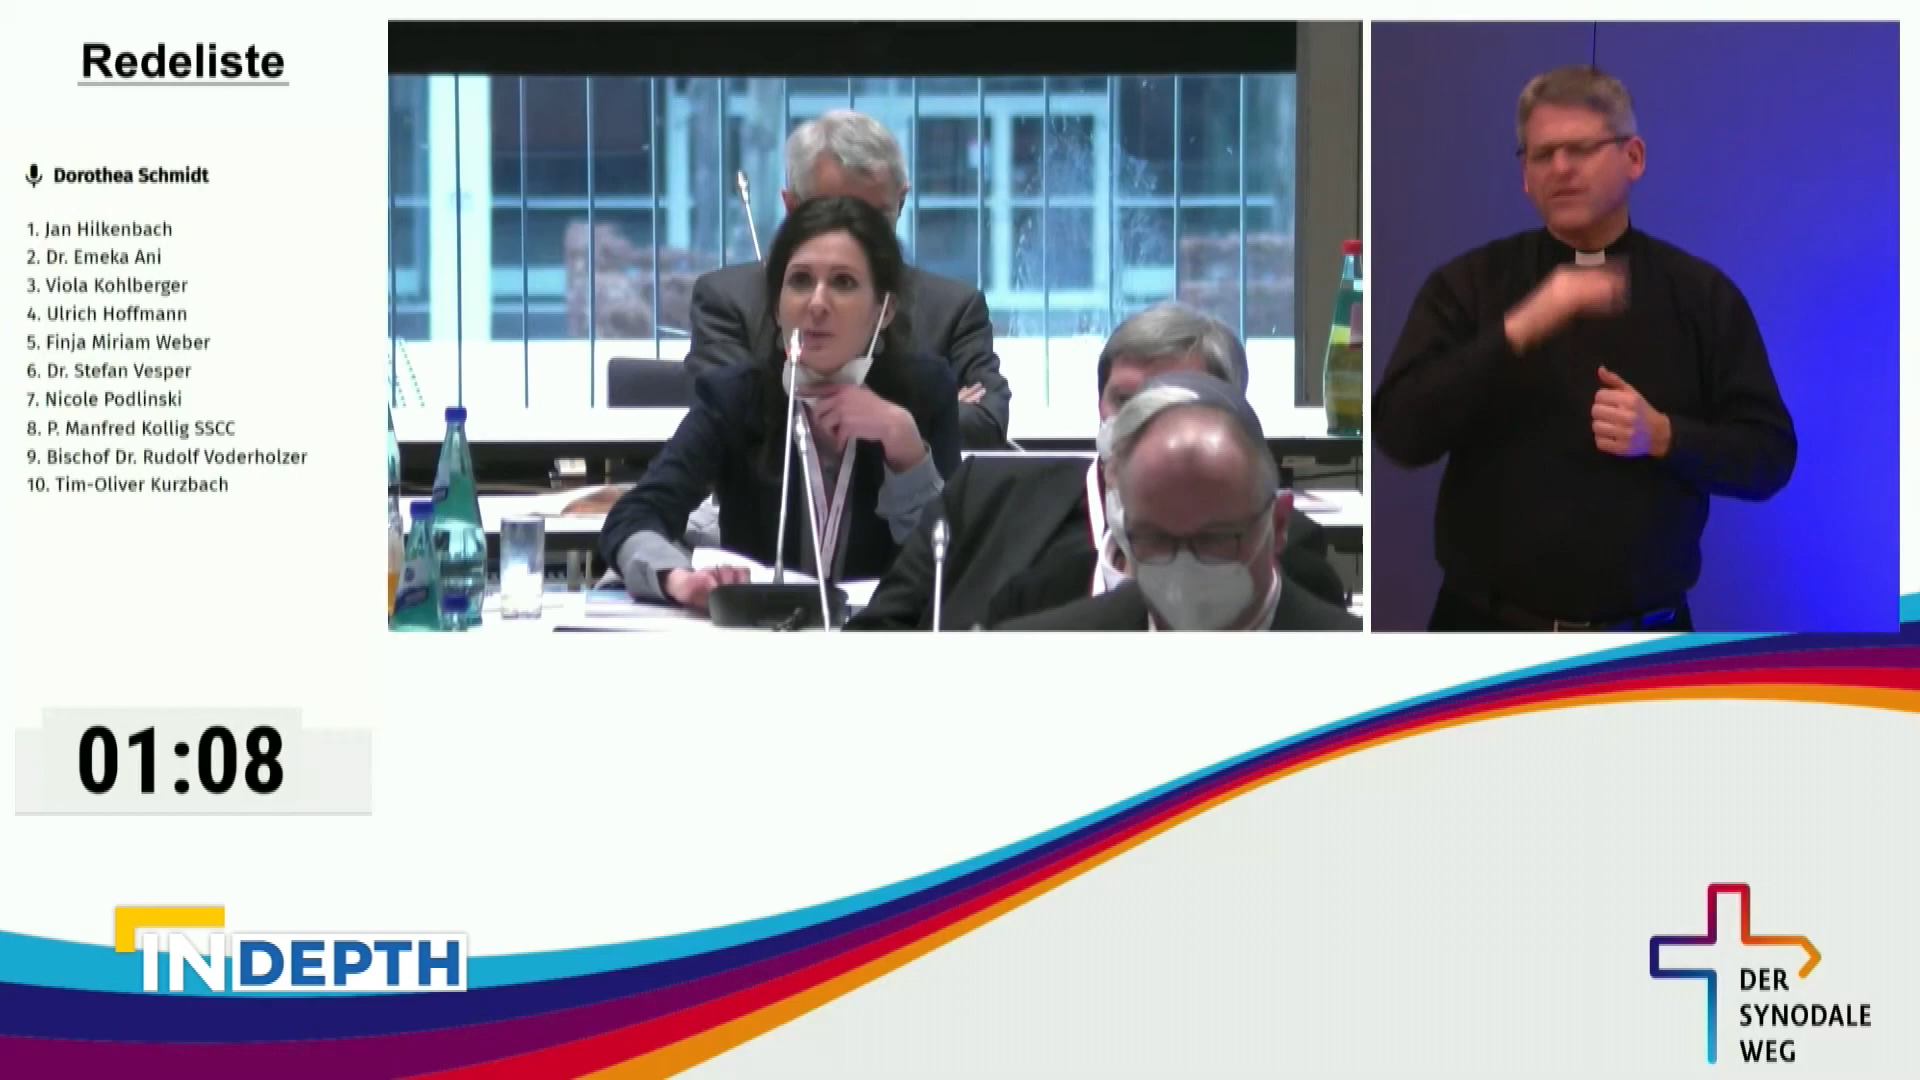 Redeliste
Dorothea Schmidt
1. Jan Hilkenbach
2. Dr. Emeka Ani
3. Viola Kohlberger
4. Ulrich Hoffmann
5. Finja Miriam Weber
6. Dr. Stefan Vesper
7. Nicole Podlinski
8. P. Manfred Kollig SSCC
9. Bischof Dr. Rudolf Voderholzer
10. Tim-Oliver Kurzbach
01:08
INDEPTH
DER
SYNODALE
WEG